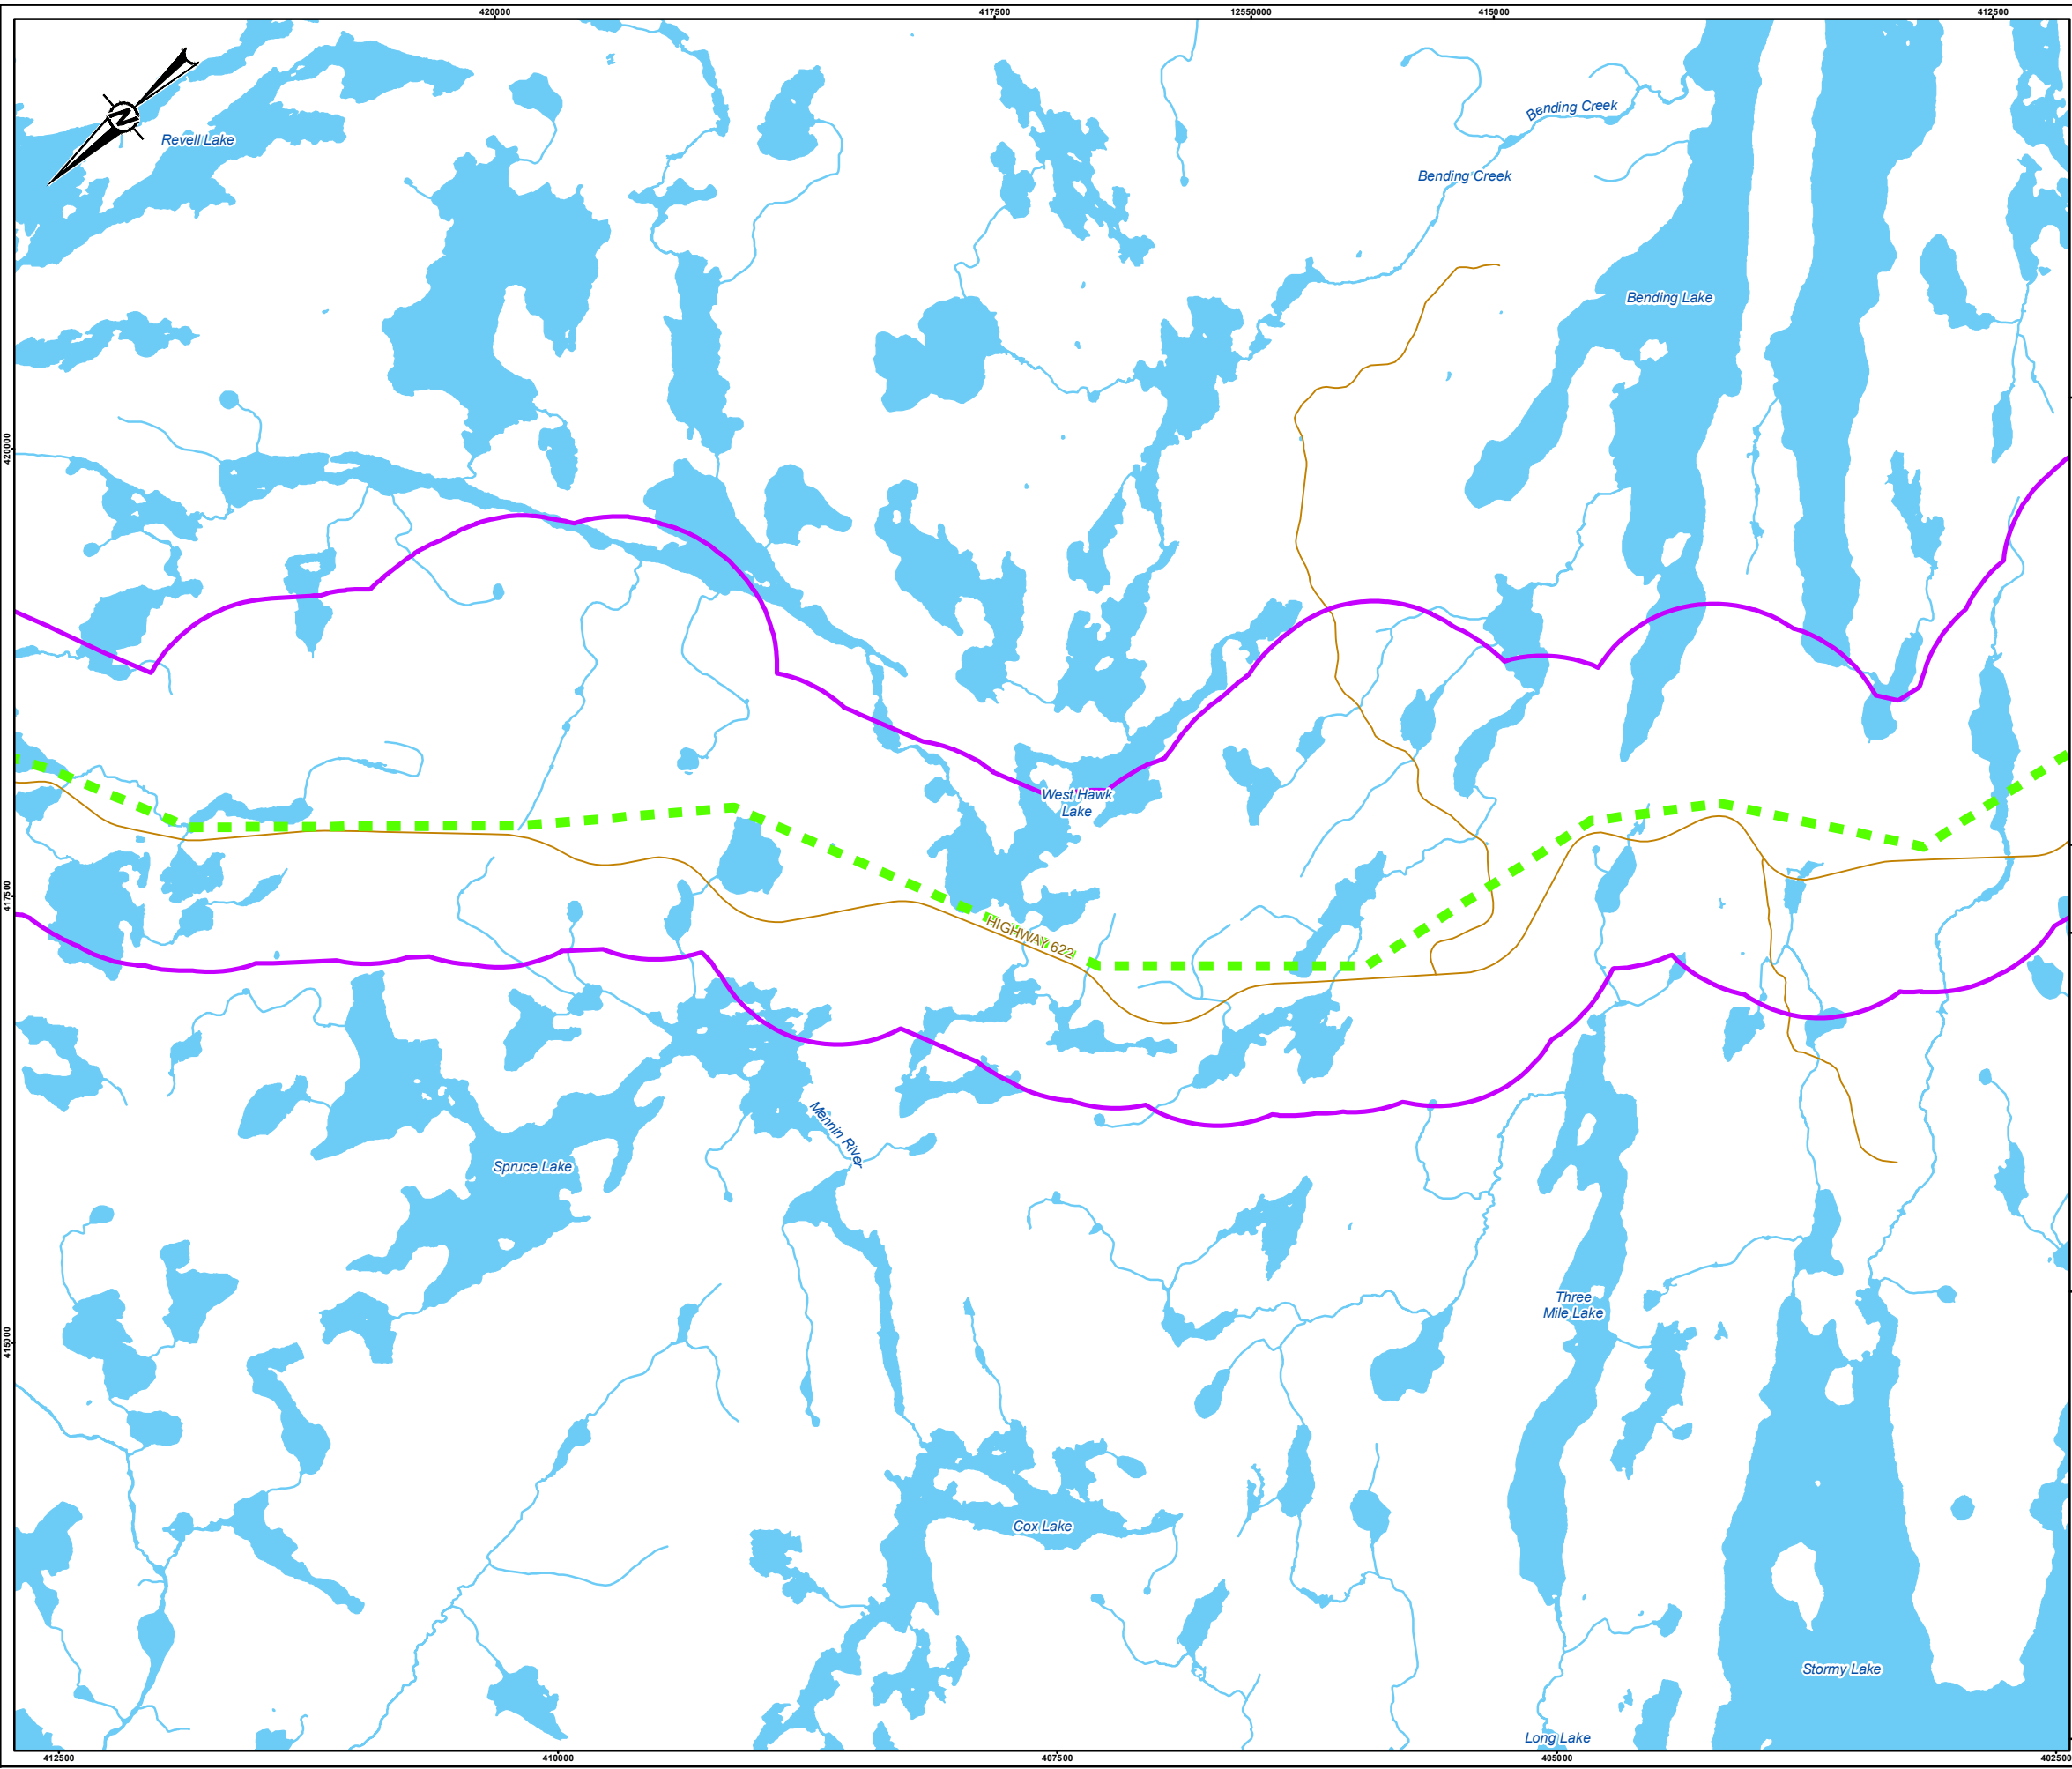 420000
417500
12550000
415000
412500
N
Revell Lake
Bending Creek
Bending Creek
Bending Lake
420000
West Hawk
Lake
417500
HIGHWAY 622
Mennin River
Spruce Lake
Three
Mile Lake
415000
Cox Lake
Stormy Lake
Long Lake
412500
410000
407500
405000
402500